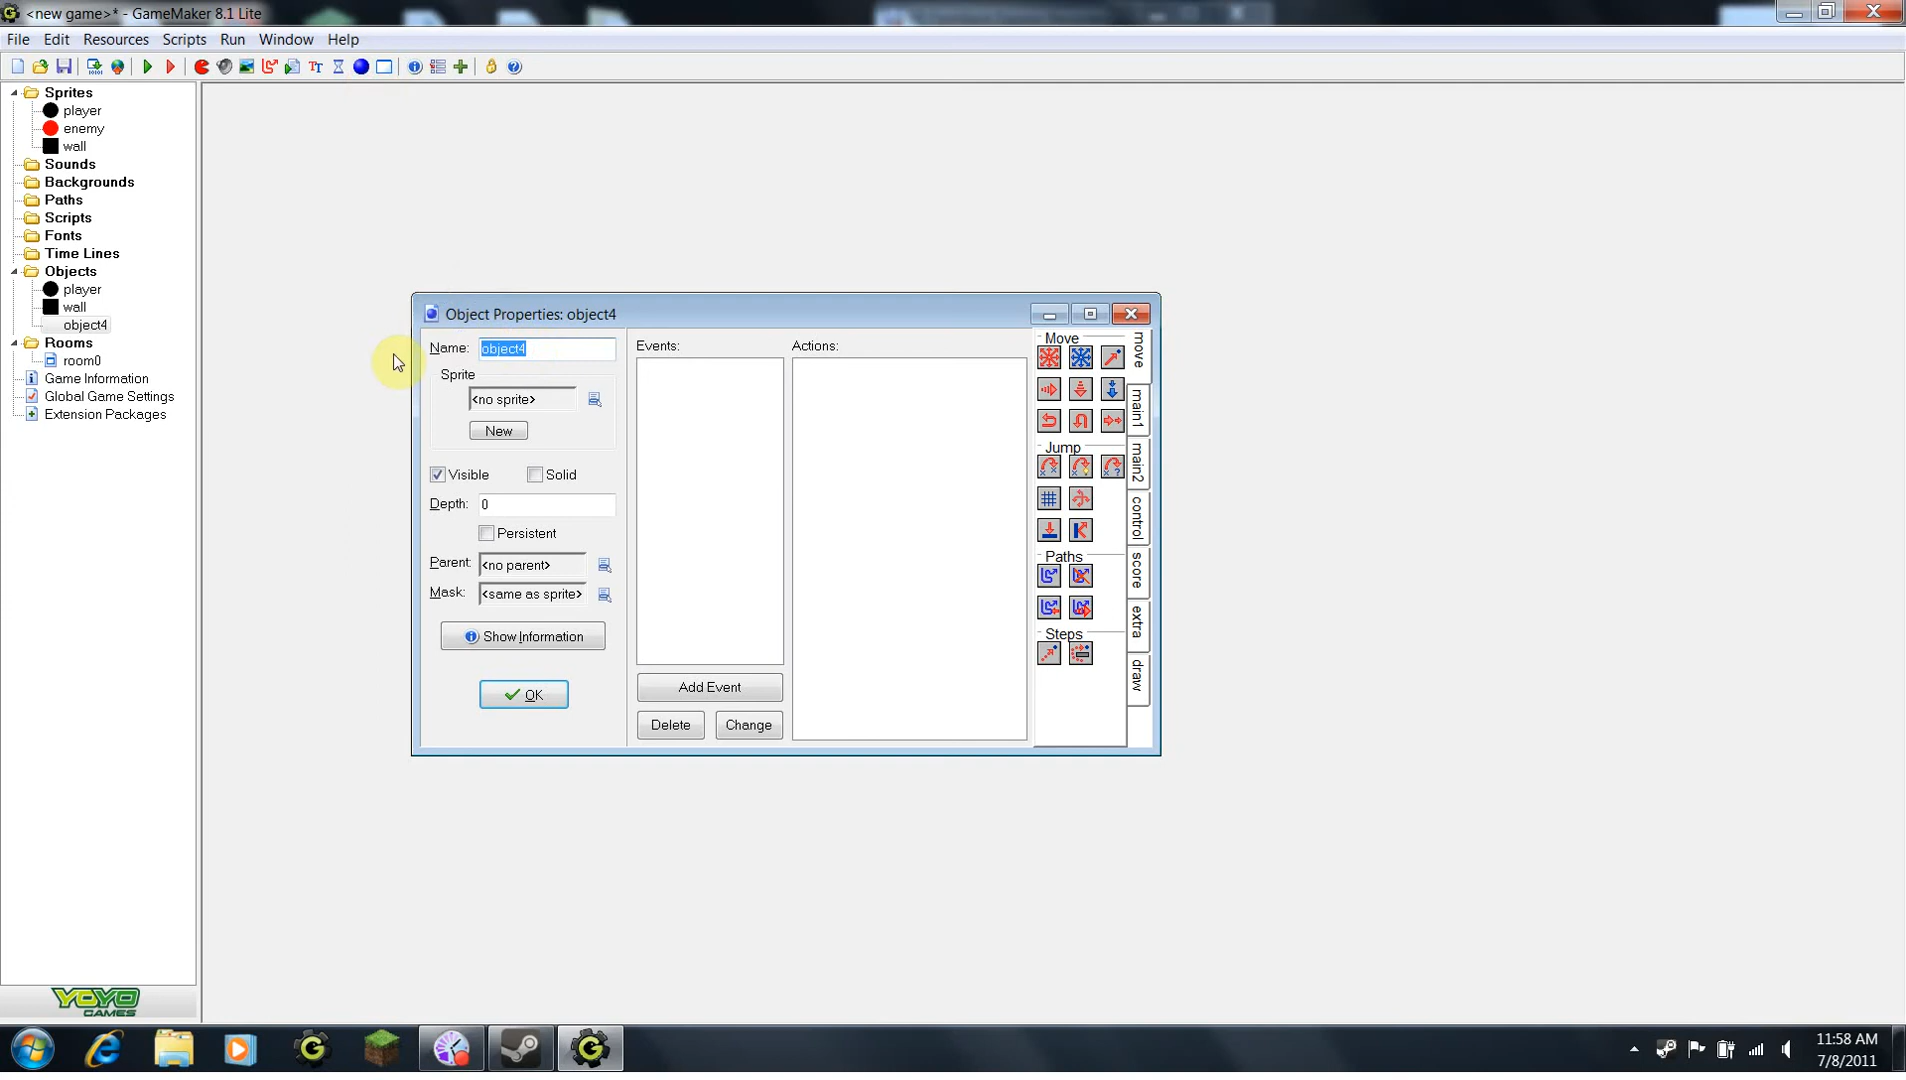 <new game>* - GameMaker 8.1 Lite
File Edit Resources Scripts Run Window Help
Sprites
player
enemy
wall
Sounds
Backgrounds
Paths
Scripts
Fonts
Time Lines
Objects
player
wall
object4
Rooms
room0
Game Information
Global Game Settings
Extension Packages
YOYO
GAMES
Object Properties: object4
Name: object4
Sprite
<no sprite>
New
Visible
Solid
Depth: 0
Persistent
Parent: <no parent>
Mask: <same as sprite>
Show Information
OK
Events:
Add Event
Delete
Change
Actions:
Move
Jump
Paths
Steps
move
main1
main2
control
score
extra
draw
11:58 AM
7/8/2011